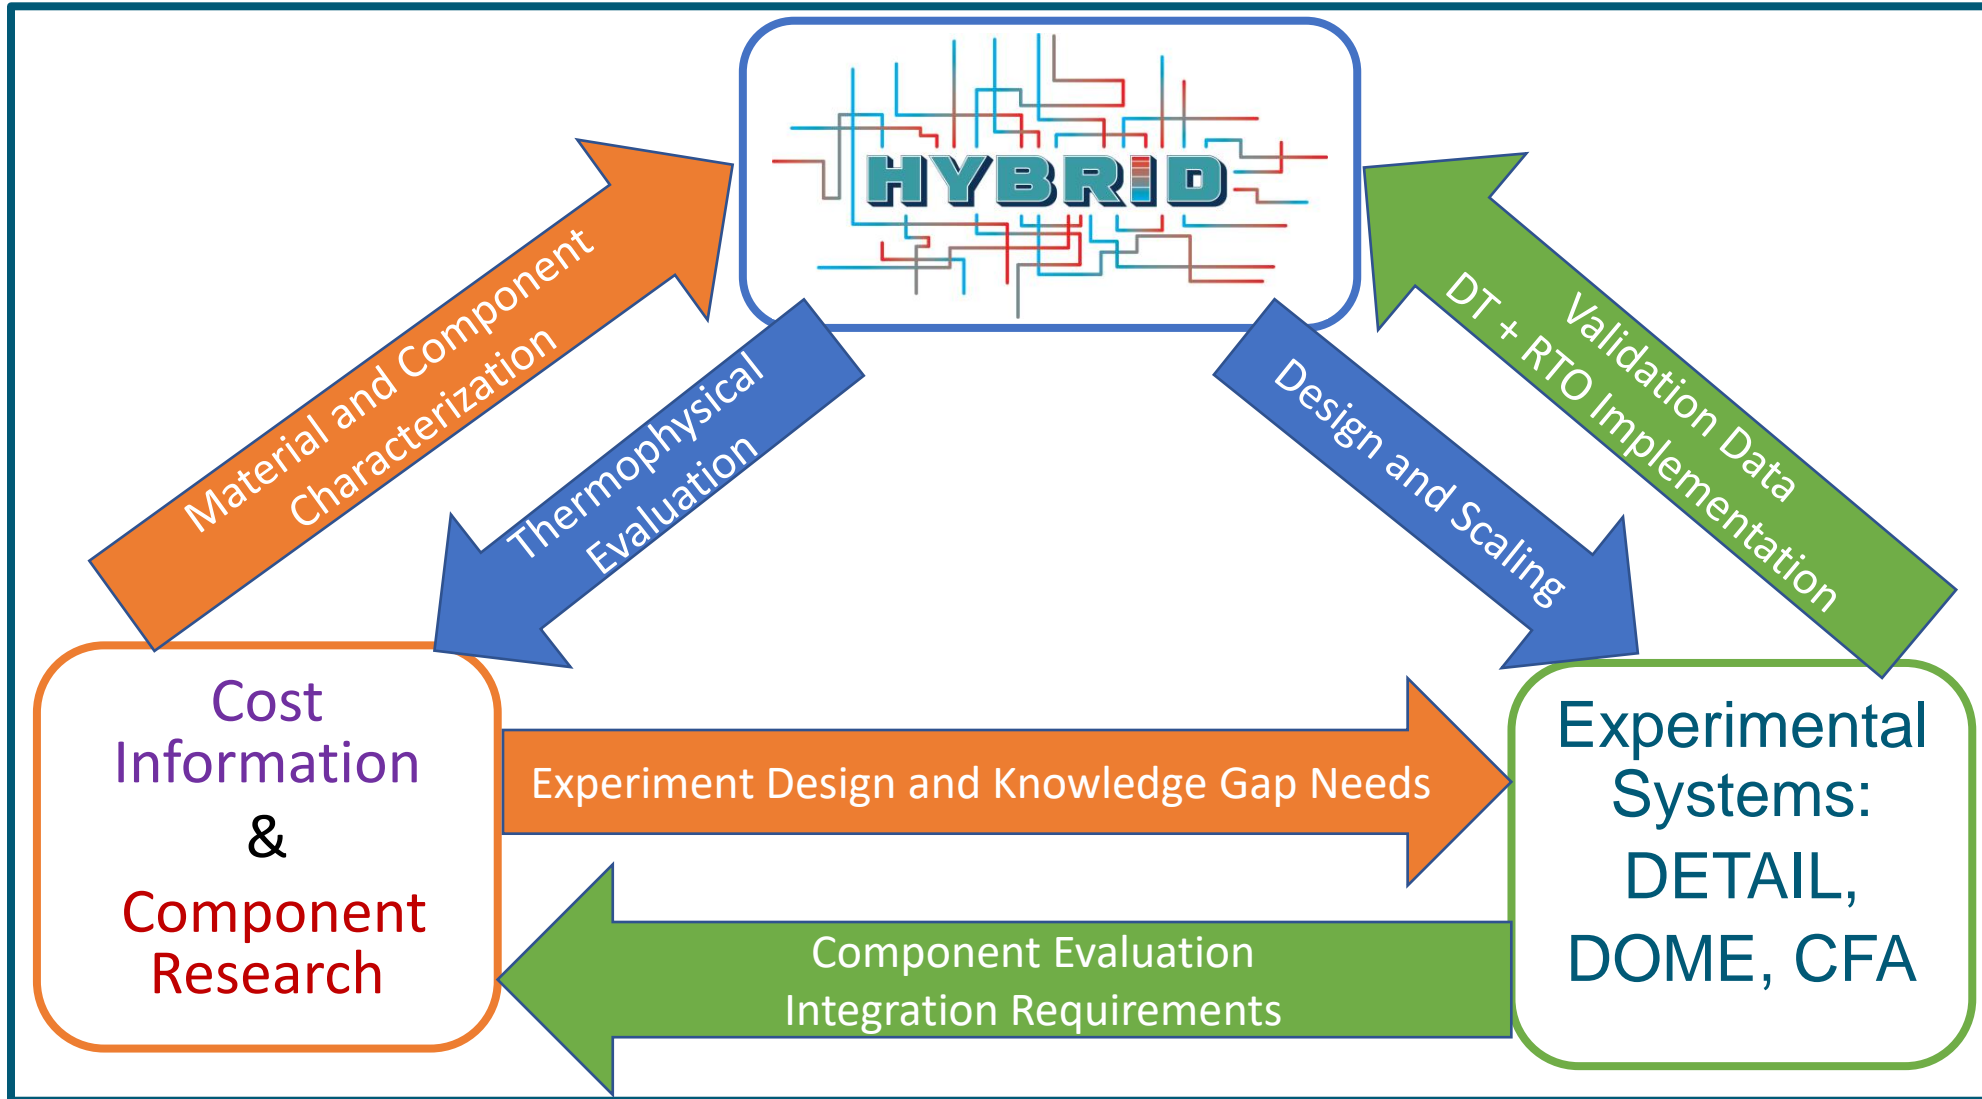 HYBRID
Material and Component
Characterization
Thermophysical
Evaluation
Design and Scaling
Validation Data
DT + RTO Implementation
Cost
Information
&
Component
Research
Experiment Design and Knowledge Gap Needs
Component Evaluation
Integration Requirements
Experimental
Systems:
DETAIL,
DOME, CFA